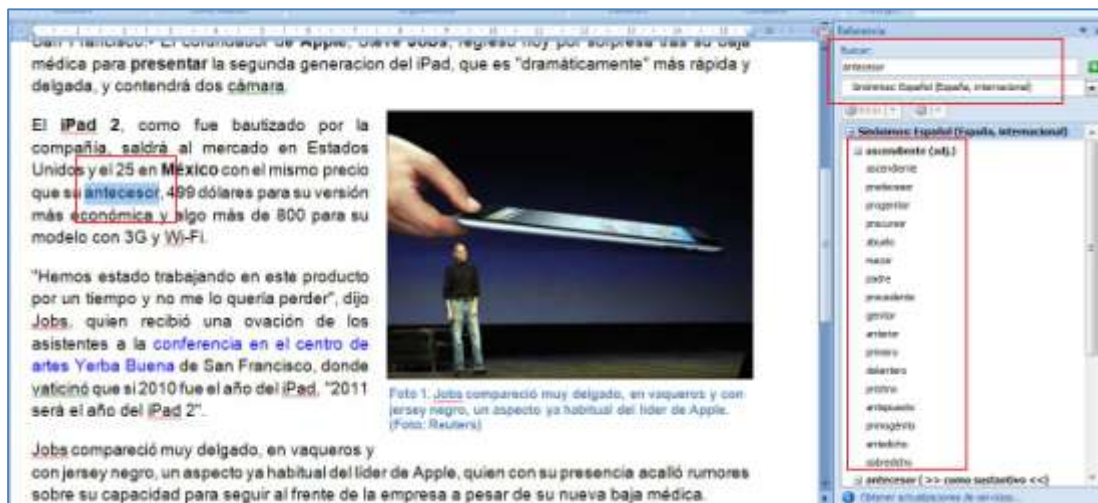 San Francisco.- El cofundador de Apple, Steve Jobs, regresó hoy por sorpresa tras su baja
médica para presentar la segunda generacion del iPad, que es "dramáticamente" más rápida y
delgada, y contendrá dos cámara.
El iPad 2, como fue bautizado por la
compañía, saldrá al mercado en Estados
Unidos y el 25 en México con el mismo precio
que su antecesor, 499 dólares para su versión
más económica y algo más de 800 para su
modelo con 3G y Wi-Fi.
"Hemos estado trabajando en este producto
por un tiempo y no me lo quería perder", dijo
Jobs, quien recibió una ovación de los
asistentes a la conferencia en el centro de
artes Yerba Buena de San Francisco, donde
vaticinó que si 2010 fue el año del iPad, "2011
será el año del iPad 2".
Foto 1. Jobs compareció muy delgado, en vaqueros y con
jersey negro, un aspecto ya habitual del líder de Apple.
(Foto: Reuters)
Jobs compareció muy delgado, en vaqueros y
con jersey negro, un aspecto ya habitual del líder de Apple, quien con su presencia acalló rumores
sobre su capacidad para seguir al frente de la empresa a pesar de su nueva baja médica.
Referencia
Buscar:
antecesor
Sinónimos: Español (España, internacional)
Sinónimos: Español (España, internacional)
ascendiente (adj.)
ascendente
predecesor
progenitor
precursor
abuelo
mayor
padre
precedente
genitor
anterior
primero
delantero
prístino
antepuesto
primogénito
antedicho
sobredicho
antecesor ( >> como sustantivo <<)
Obtener actualizaciones de servicios.